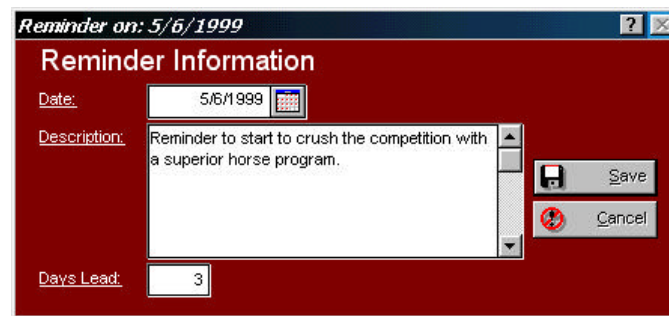 Reminder on: 5/6/1999
Reminder Information
Date: 5/6/1999
Description: Reminder to start to crush the competition with
a superior horse program.
Save
Cancel
Days Lead: 3